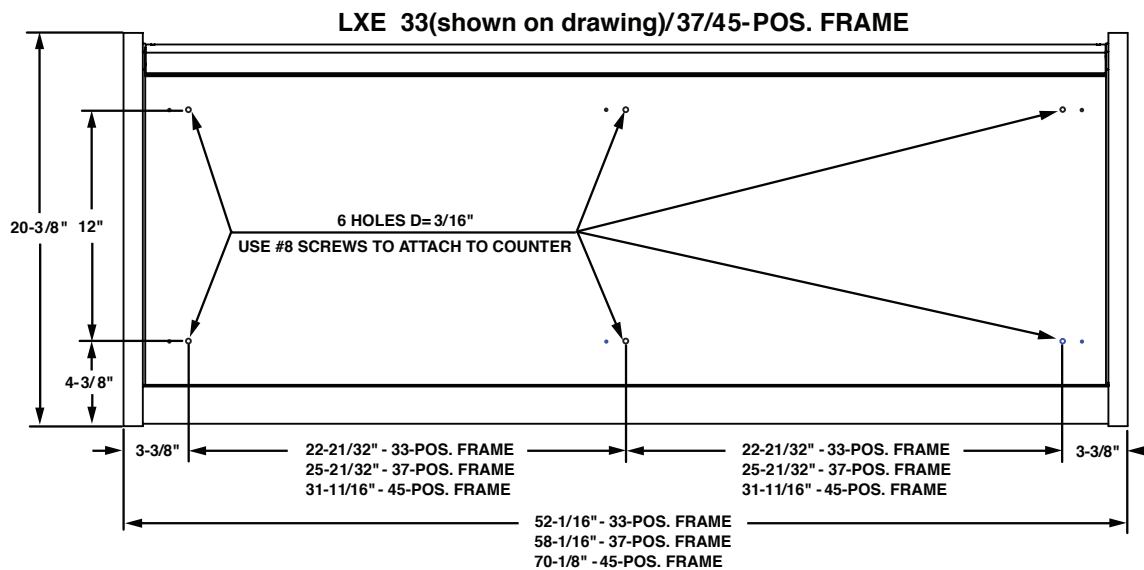 LXE 33(shown on drawing)/37/45-POS. FRAME
20-3/8"
12"
6 HOLES D=3/16"
USE #8 SCREWS TO ATTACH TO COUNTER
4-3/8"
3-3/8"
22-21/32" - 33-POS. FRAME
25-21/32" - 37-POS. FRAME
31-11/16" - 45-POS. FRAME
22-21/32" - 33-POS. FRAME
25-21/32" - 37-POS. FRAME
31-11/16" - 45-POS. FRAME
3-3/8"
52-1/16" - 33-POS. FRAME
58-1/16" - 37-POS. FRAME
70-1/8" - 45-POS. FRAME